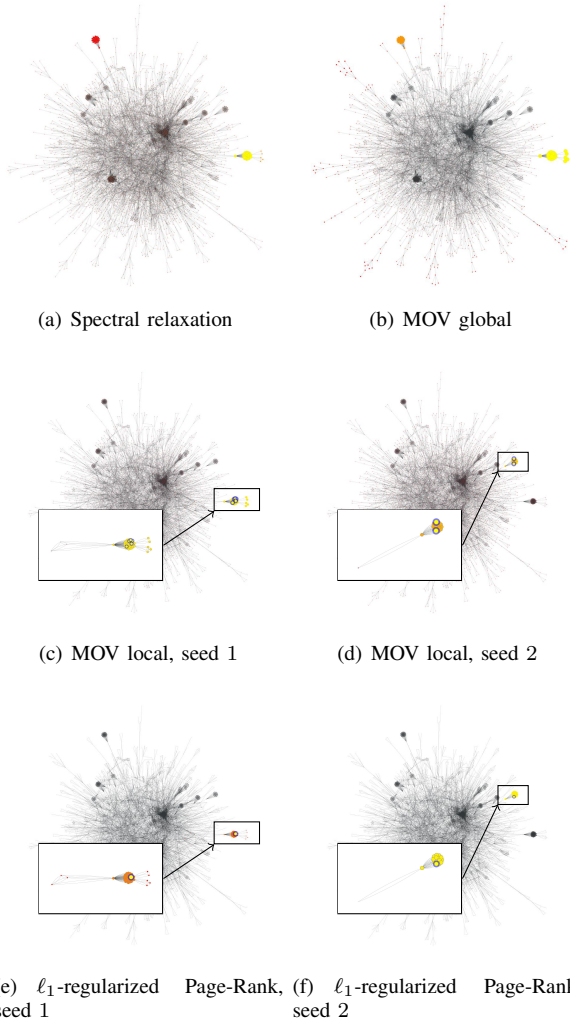 (a) Spectral relaxation
(b) MOV global
(c) MOV local, seed 1
(d) MOV local, seed 2
e) ℓ1-regularized Page-Rank,
seed 1
(f) ℓ1-regularized Page-Rank
seed 2